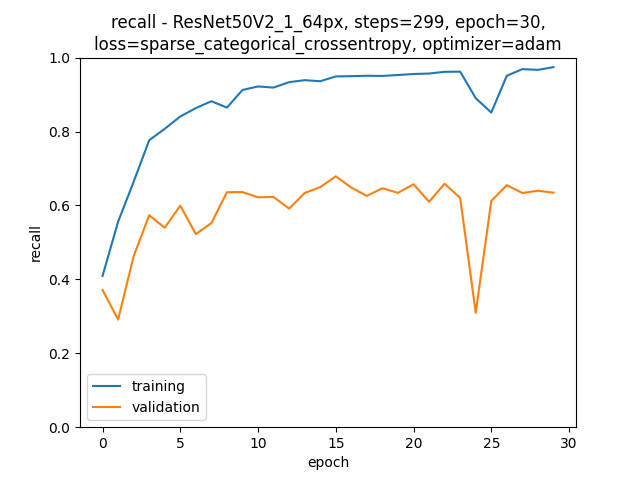 recall - ResNet50V2_1_64px, steps=299, epoch=30,
loss=sparse_categorical_crossentropy, optimizer=adam
1.0
0.8
0.6
0.4
0.2
0.0
recall
training
validation
0 5 10 15 20 25 30
epoch